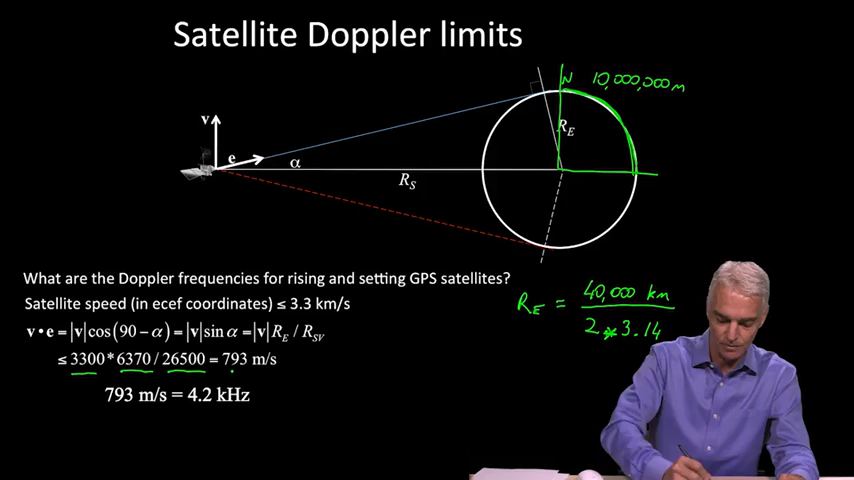 Satellite Doppler limits
N 10,000,000m
v
e
α
R_E
R_S
What are the Doppler frequencies for rising and setting GPS satellites?
Satellite speed (in ecef coordinates) ≤ 3.3 km/s
v • e = |v|cos(90 − α) = |v|sin α = |v| R_E / R_SV
≤ 3300 * 6370 / 26500 = 793 m/s
793 m/s = 4.2 kHz
R_E = 40,000 km / 2 * 3.14